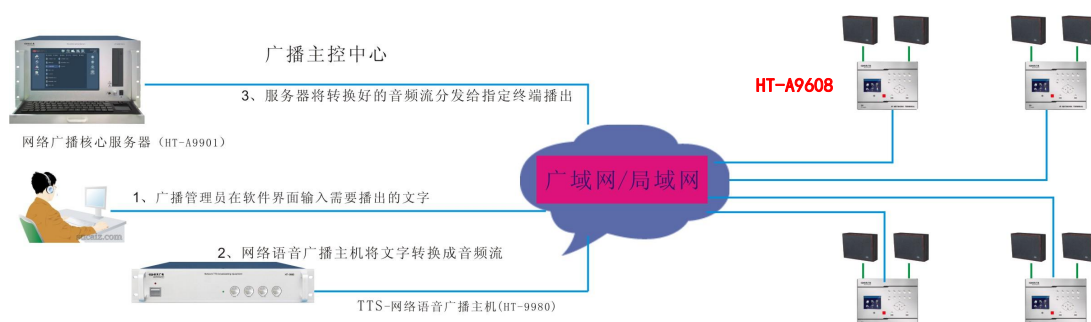 广播主控中心
HT-A9608
3、服务器将转换好的音频流分发给指定终端播出
网络广播核心服务器（HT-A9901）
广域网/局域网
1、广播管理员在软件界面输入需要播出的文字
2、网络语音广播主机将文字转换成音频流
TTS-网络语音广播主机(HT-9980)